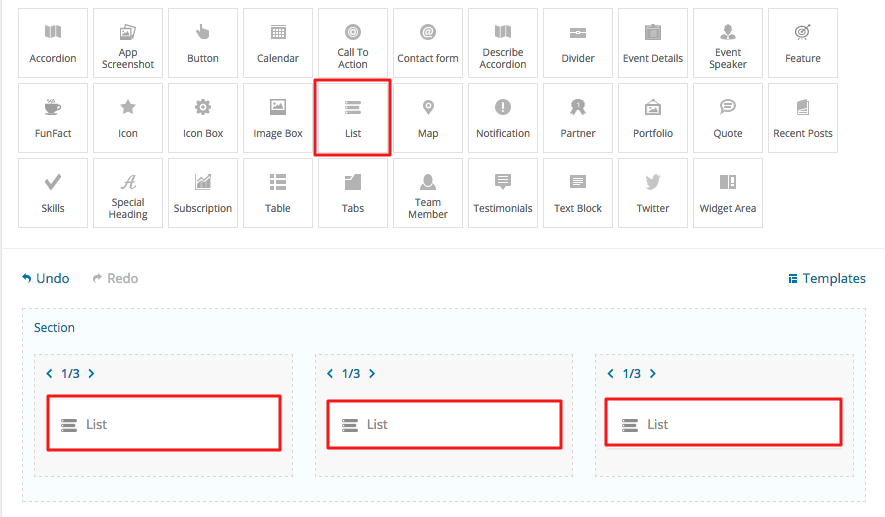 Accordion
App
Screenshot
Button
Calendar
Call To
Action
Contact form
Describe
Accordion
Divider
Event Details
Event
Speaker
Feature
FunFact
Icon
Icon Box
Image Box
List
Map
Notification
Partner
Portfolio
Quote
Recent Posts
Skills
Special
Heading
Subscription
Table
Tabs
Team
Member
Testimonials
Text Block
Twitter
Widget Area
Undo
Redo
Templates
Section
1/3
1/3
1/3
List
List
List